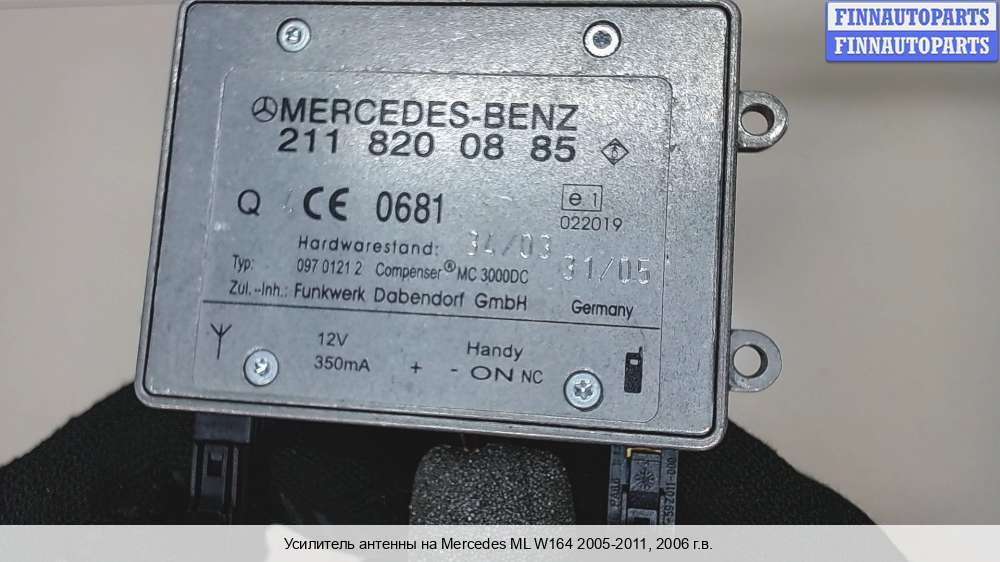 FINNAUTOPARTS
FINNAUTOPARTS
MERCEDES-BENZ
211 820 08 85
Q CE 0681
e 1
022019
Hardwarestand: 34/03
31/05
Typ: 097 0121 2 Compenser® MC 3000DC
Zul.-Inh.: Funkwerk Dabendorf GmbH Germany
12V
350mA
Handy
+ - ON NC
Усилитель антенны на Mercedes ML W164 2005-2011, 2006 г.в.